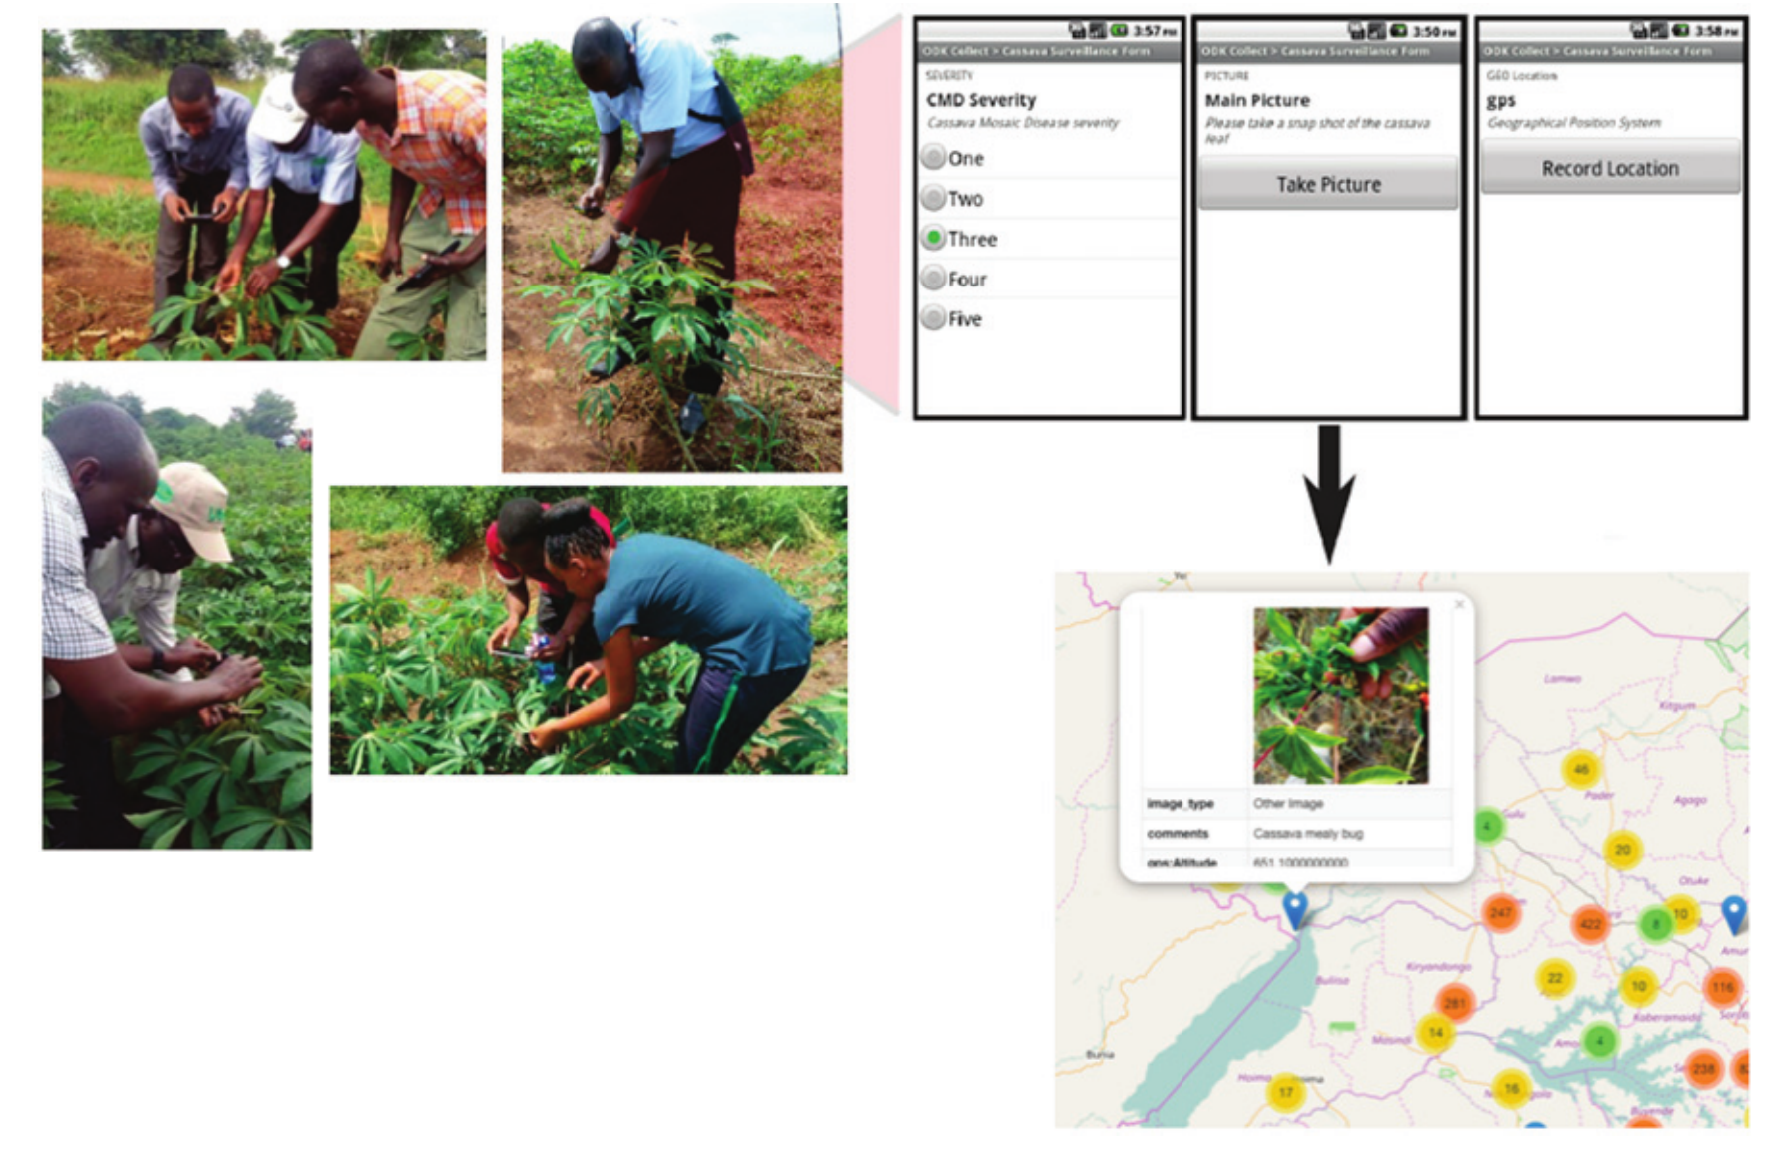 3:57 PM
ODK Collect > Cassava Surveillance Form
SEVERITY
CMD Severity
Cassava Mosaic Disease severity
One
Two
Three
Four
Five
3:50 PM
ODK Collect > Cassava Surveillance Form
PICTURE
Main Picture
Please take a snap shot of the cassava
leaf
Take Picture
3:58 PM
ODK Collect > Cassava Surveillance Form
GEO Location
gps
Geographical Position System
Record Location
image_type Other Image
comments Cassava mealy bug
gps:Altitude 651.1000000000
Lamwo
Kitgum
46
Pader
Agago
4
20
Otuke
247
422
8
10
Amur
Kiryandongo
Buliisa
22
10
116
281
Kaberamaido
14
Masindi
4
Bunia
238
Hoima
17
16
Buyende